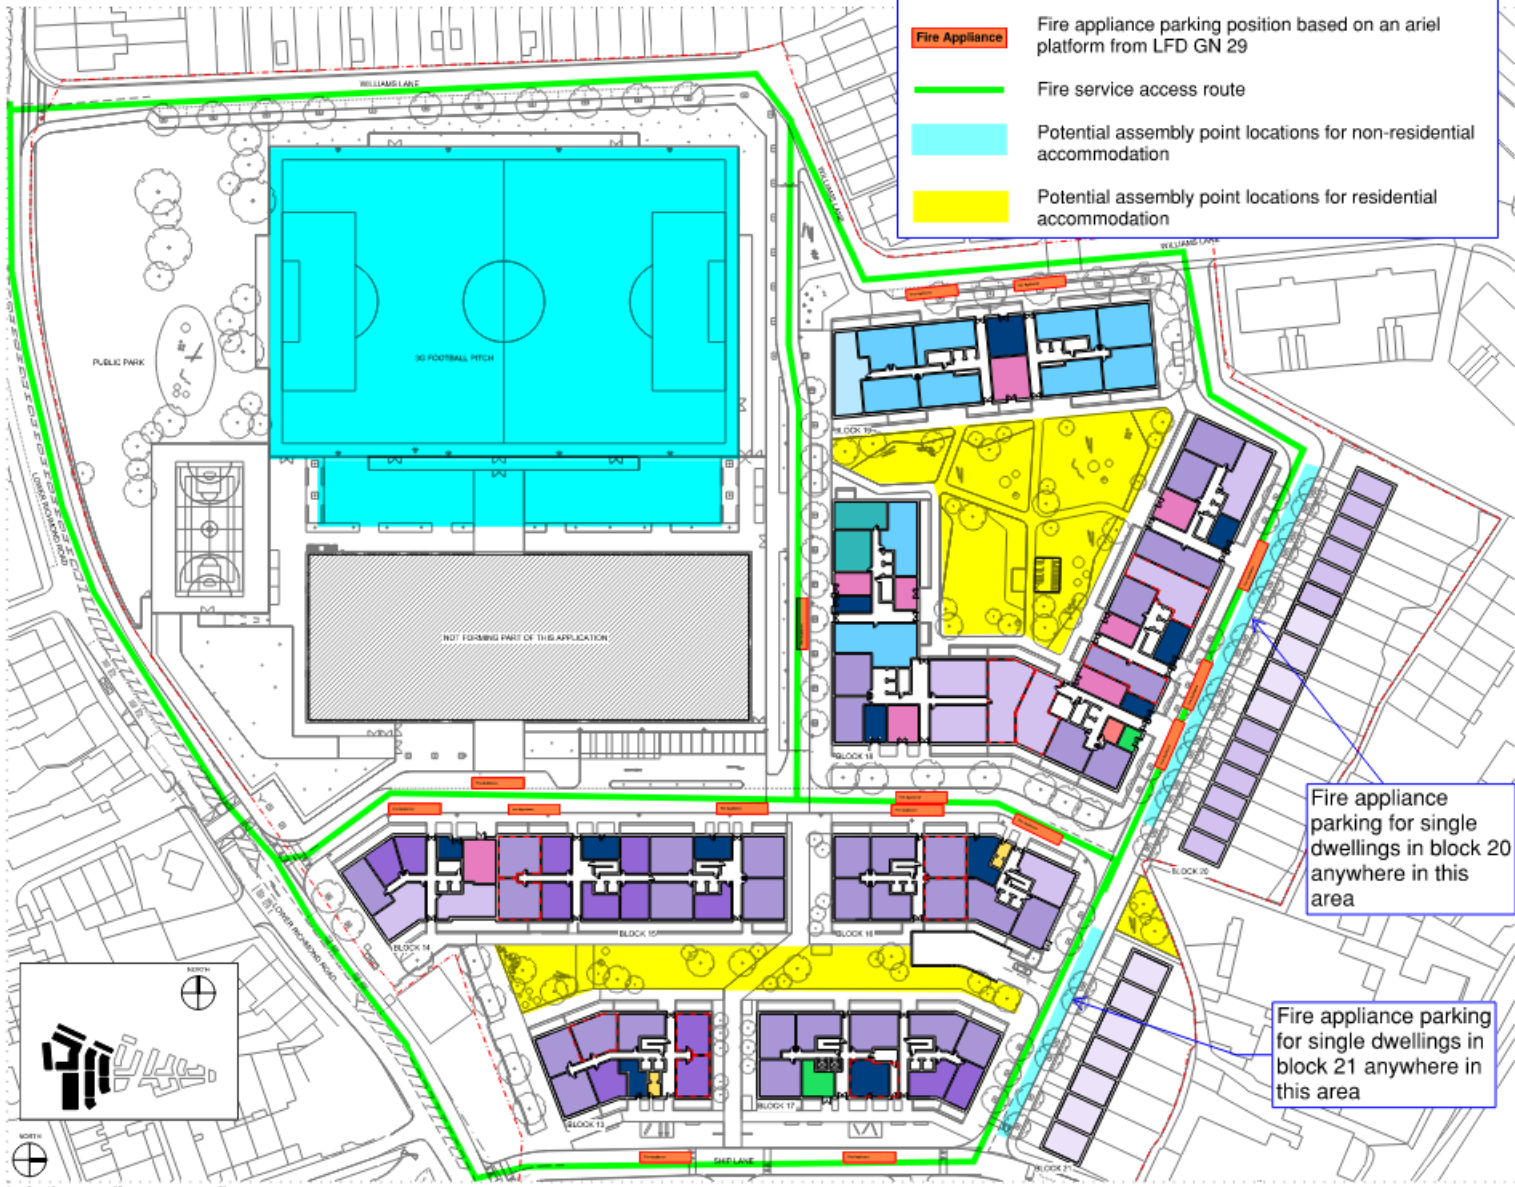 Fire Appliance
Fire appliance parking position based on an ariel
platform from LFD GN 29
Fire service access route
Potential assembly point locations for non-residential
accommodation
Potential assembly point locations for residential
accommodation
WILLIAMS LANE
WILLIAMS LANE
WILLIAMS LANE
PUBLIC PARK
3G FOOTBALL PITCH
LOWER RICHMOND ROAD
NOT FORMING PART OF THIS APPLICATION
BLOCK 19
BLOCK 18
Fire appliance
parking for single
dwellings in block 20
anywhere in this
area
BLOCK 20
BLOCK 14
BLOCK 15
BLOCK 16
LOWER RICHMOND ROAD
NORTH
Fire appliance parking
for single dwellings in
block 21 anywhere in
this area
BLOCK 13
BLOCK 17
NORTH
SHIP LANE
BLOCK 21